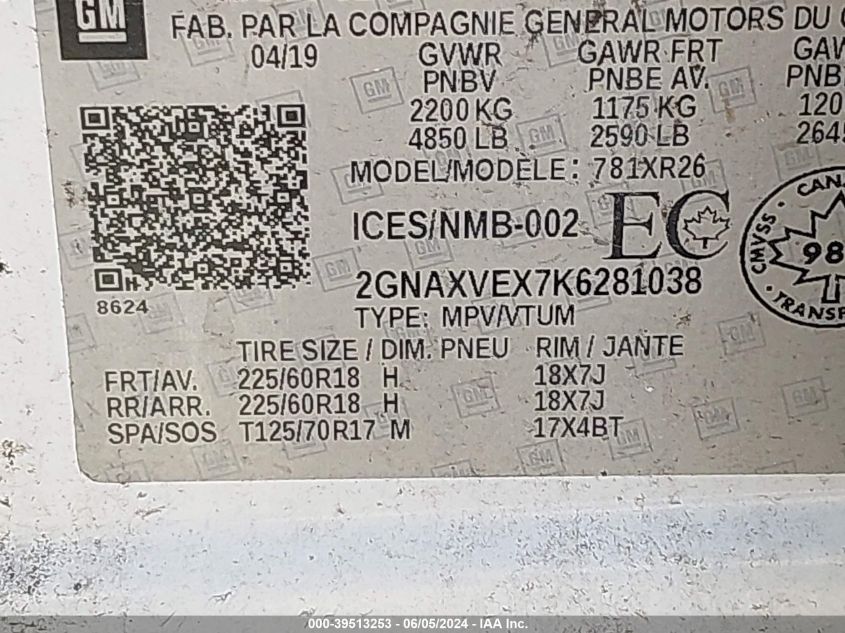 GM
FAB. PAR LA COMPAGNIE GENERAL MOTORS DU
04/19 GVWR GAWR FRT
PNBV PNBE AV.
2200 KG 1175 KG
4850 LB 2590 LB
MODEL/MODÈLE: 781XR26
ICES/NMB-002 EC
CMVSS
2GNAXVEX7K6281038
8624
TYPE: MPV/VTUM
TIRE SIZE / DIM. PNEU RIM / JANTE
FRT/AV. 225/60R18 H 18X7J
RR/ARR. 225/60R18 H 18X7J
SPA/SOS T125/70R17 M 17X4BT
000-39513253 - 06/05/2024 - IAA Inc.